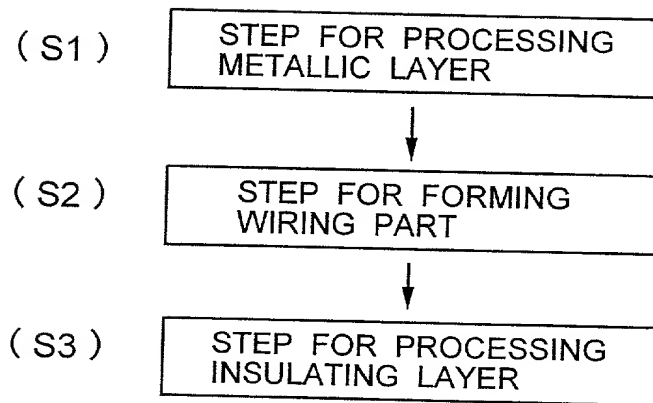 ( S1 ) STEP FOR PROCESSING
METALLIC LAYER
( S2 ) STEP FOR FORMING
WIRING PART
( S3 ) STEP FOR PROCESSING
INSULATING LAYER